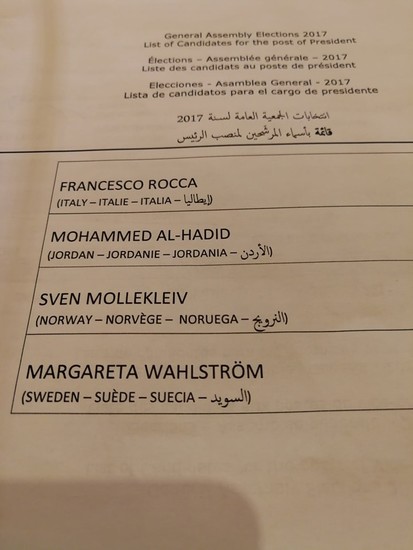 General Assembly Elections 2017
List of Candidates for the post of President
Élections – Assemblée générale – 2017
Liste des candidats au poste de président
Elecciones - Asamblea General - 2017
Lista de candidatos para el cargo de presidente
انتخابات الجمعية العامة لسنة 2017
قائمة بأسماء المرشحين لمنصب الرئيس
FRANCESCO ROCCA
(ITALY – ITALIE – ITALIA – إيطاليا)
MOHAMMED AL-HADID
(JORDAN – JORDANIE – JORDANIA – الأردن)
SVEN MOLLEKLEIV
(NORWAY – NORVÈGE – NORUEGA – النرويج)
MARGARETA WAHLSTRÖM
(SWEDEN – SUÈDE – SUECIA – السويد)